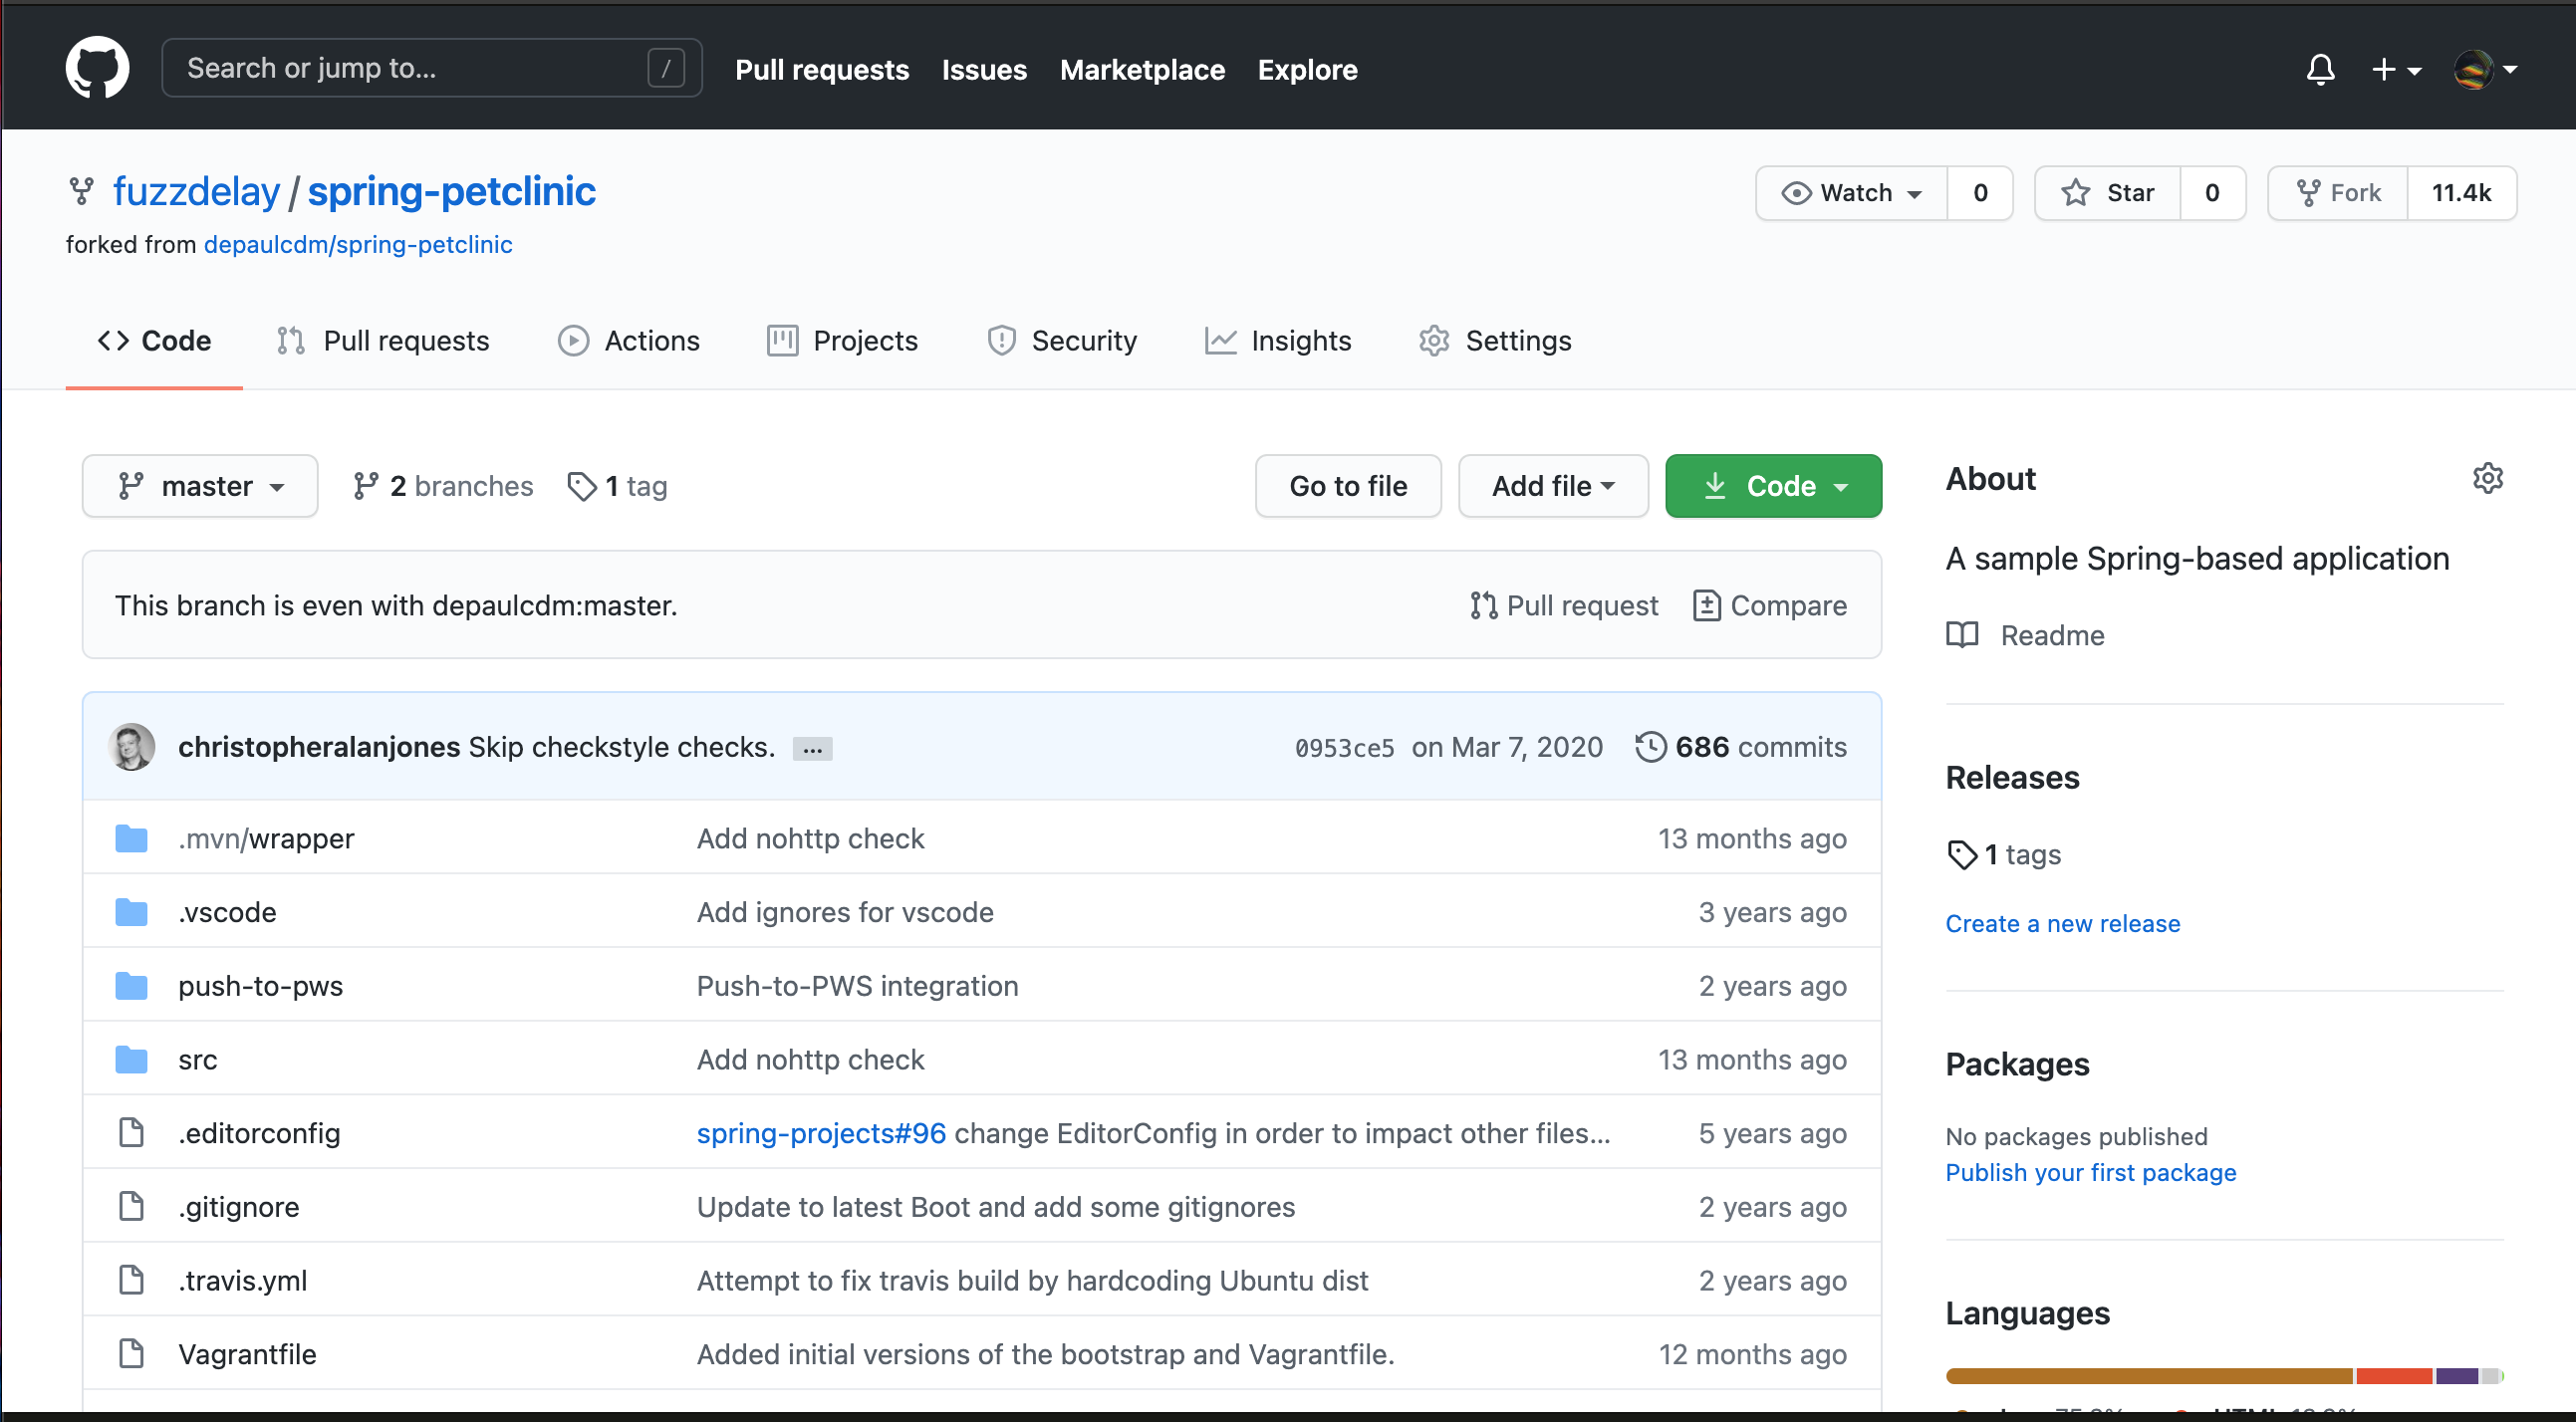 Search or jump to... /
Pull requests Issues Marketplace Explore
fuzzdelay / spring-petclinic
forked from depaulcdm/spring-petclinic
Watch 0 Star 0 Fork 11.4k
Code Pull requests Actions Projects Security Insights Settings
master 2 branches 1 tag
Go to file Add file Code
This branch is even with depaulcdm:master. Pull request Compare
christopheralanjones Skip checkstyle checks. ... 0953ce5 on Mar 7, 2020 686 commits
.mvn/wrapper Add nohttp check 13 months ago
.vscode Add ignores for vscode 3 years ago
push-to-pws Push-to-PWS integration 2 years ago
src Add nohttp check 13 months ago
.editorconfig spring-projects#96 change EditorConfig in order to impact other files... 5 years ago
.gitignore Update to latest Boot and add some gitignores 2 years ago
.travis.yml Attempt to fix travis build by hardcoding Ubuntu dist 2 years ago
Vagrantfile Added initial versions of the bootstrap and Vagrantfile. 12 months ago
About
A sample Spring-based application
Readme
Releases
1 tags
Create a new release
Packages
No packages published
Publish your first package
Languages